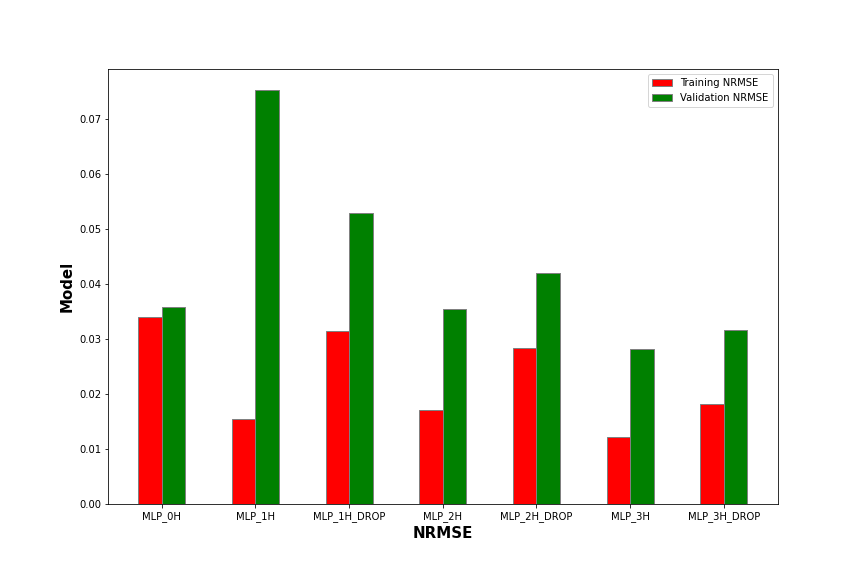 Training NRMSE
Validation NRMSE
0.07
0.06
0.05
0.04
0.03
0.02
0.01
0.00
Model
MLP_0H MLP_1H MLP_1H_DROP MLP_2H MLP_2H_DROP MLP_3H MLP_3H_DROP
NRMSE